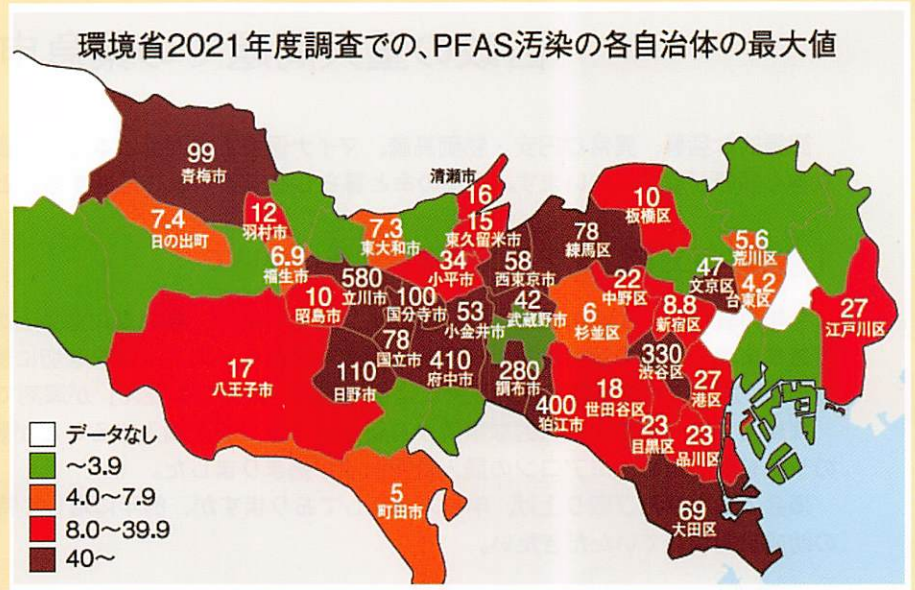 環境省2021年度調査での、PFAS汚染の各自治体の最大値
99
青梅市
清瀬市
16
10
板橋区
12
羽村市
7.4
日の出町
7.3
東大和市
15
東久留米市
78
練馬区
5.6
荒川区
6.9
福生市
34
小平市
58
西東京市
47
文京区
4.2
台東区
580
立川市
22
中野区
10
昭島市
100
国分寺市
53
小金井市
42
武蔵野市
6
杉並区
8.8
新宿区
27
江戸川区
78
国立市
17
八王子市
110
日野市
410
府中市
280
調布市
330
渋谷区
18
世田谷区
27
港区
400
狛江市
23
目黒区
23
品川区
5
町田市
69
大田区
データなし
～3.9
4.0～7.9
8.0～39.9
40～